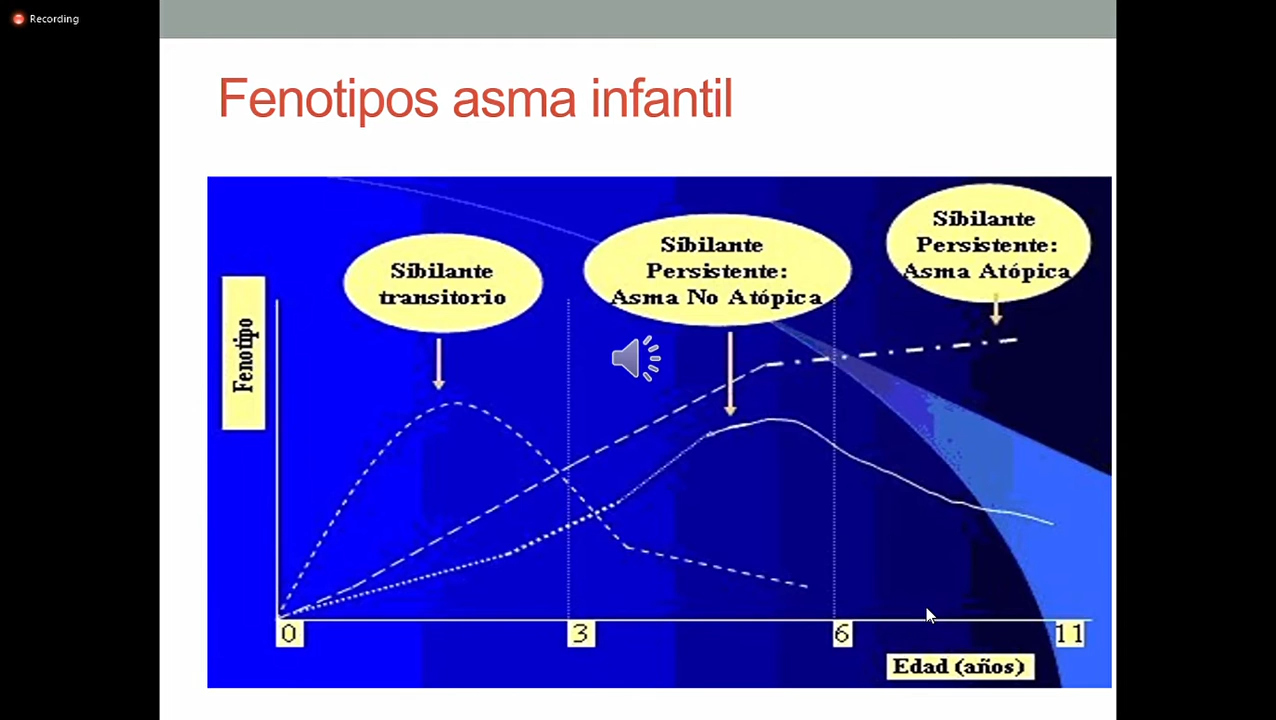 Recording
Fenotipos asma infantil
Sibilante
transitorio
Sibilante
Persistente:
Asma No Atópica
Sibilante
Persistente:
Asma Atópica
Fenotipo
0
3
6
11
Edad (años)